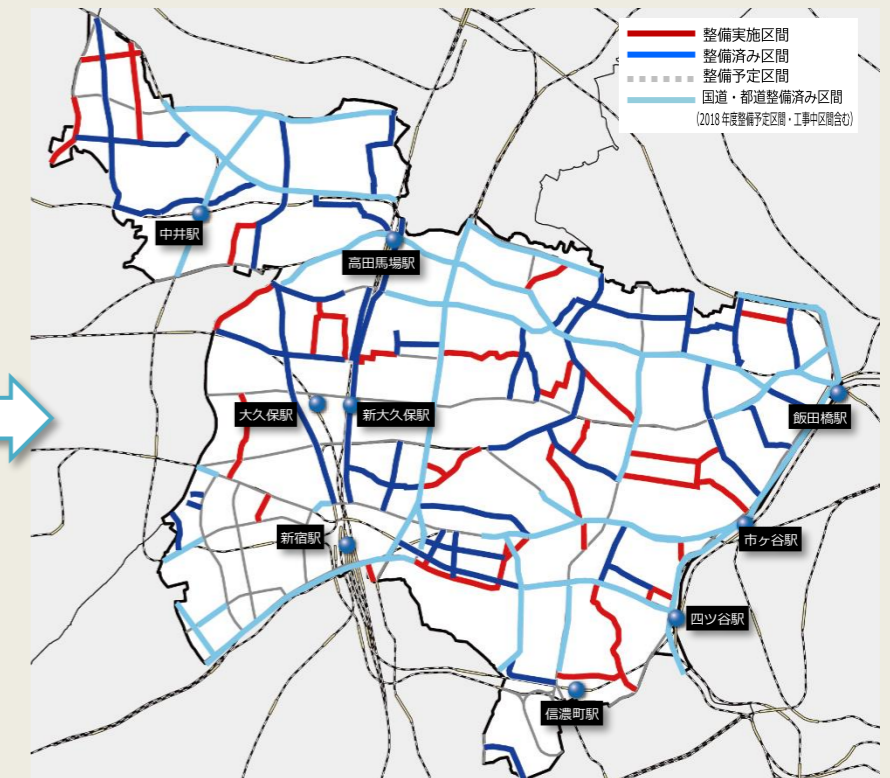 整備実施区間
整備済み区間
整備予定区間
国道・都道整備済み区間
(2018年度整備予定区間・工事中区間含む)
中井駅
高田馬場駅
大久保駅
新大久保駅
飯田橋駅
新宿駅
市ヶ谷駅
四ツ谷駅
信濃町駅